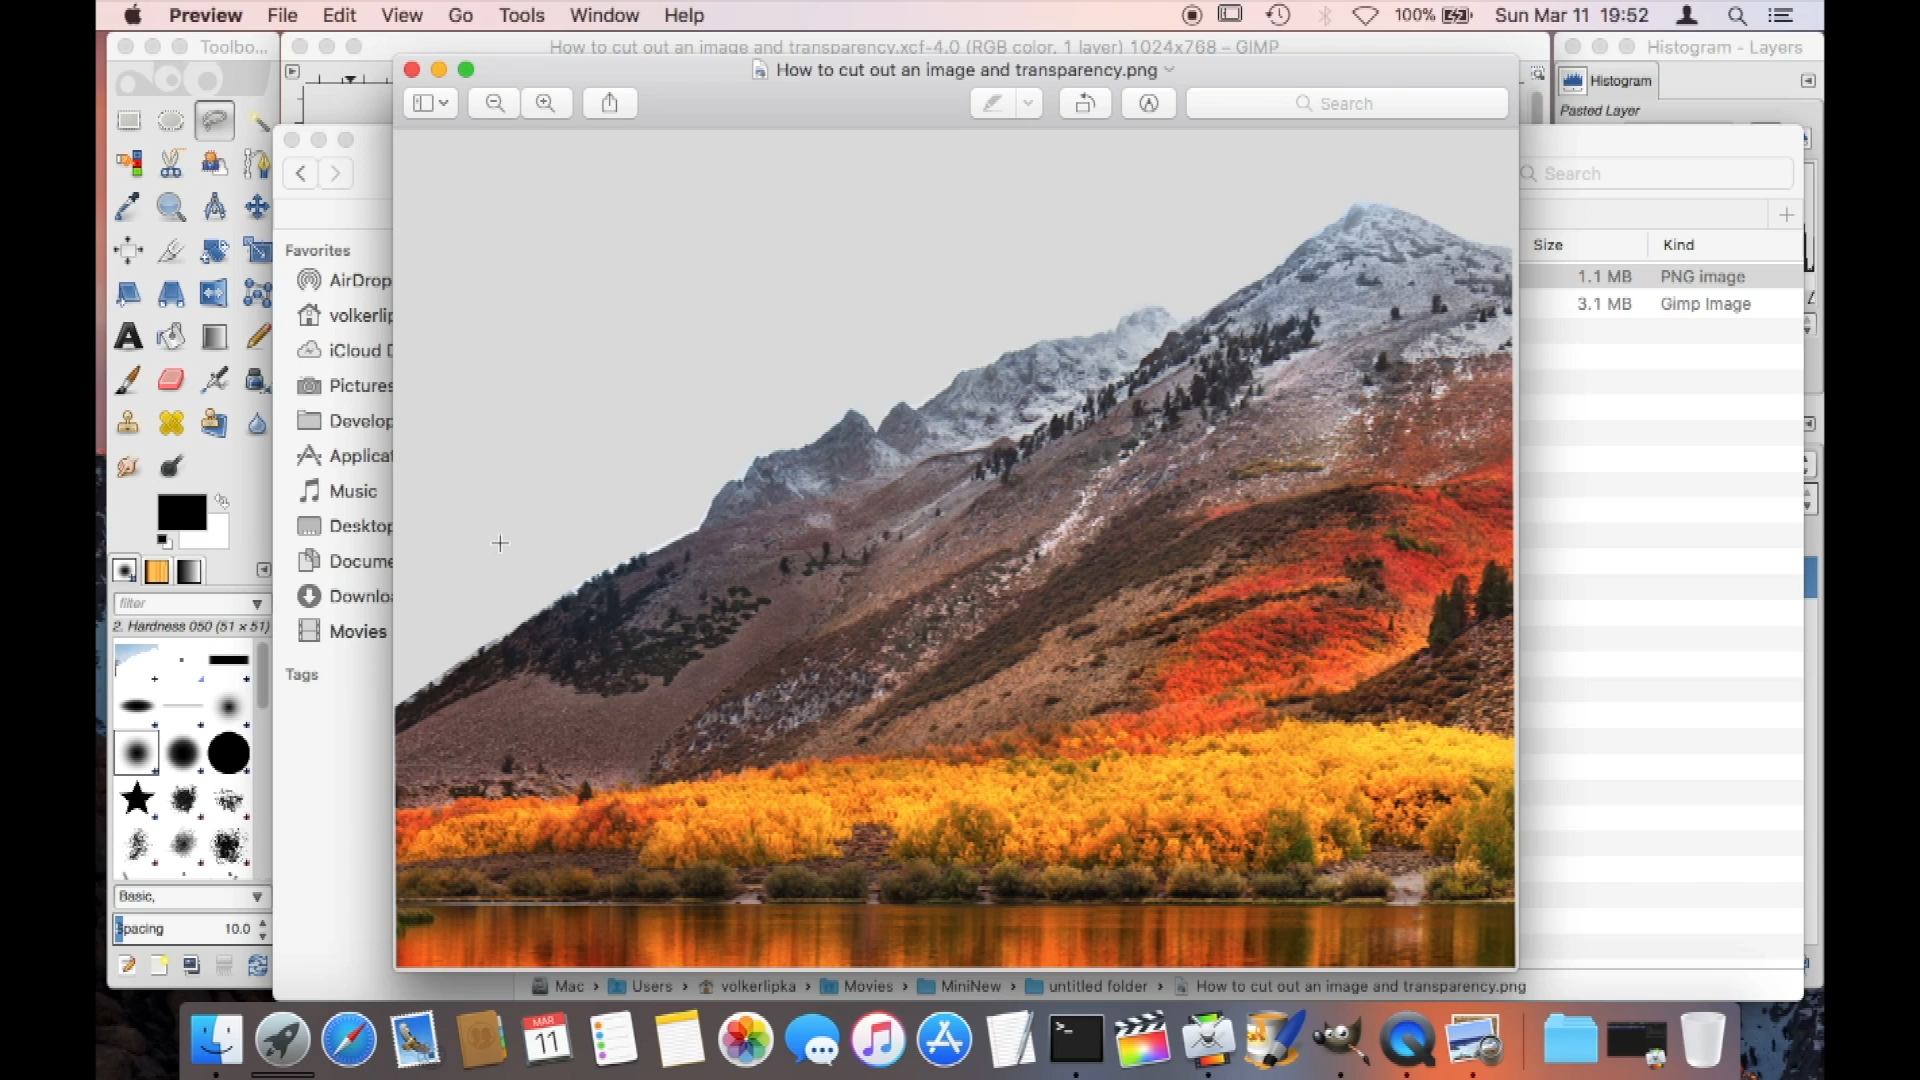 Preview File Edit View Go Tools Window Help 100% Sun Mar 11 19:52
Toolbo...
How to cut out an image and transparency.xcf-4.0 (RGB color, 1 layer) 1024x768 – GIMP
Histogram - Layers
How to cut out an image and transparency.png
Search
Histogram
Pasted Layer
Search
Favorites
AirDrop
volkerlip
iCloud D
Pictures
Develop
Applicat
Music
Desktop
Docume
Downloa
Movies
Tags
Size Kind
1.1 MB PNG image
3.1 MB Gimp Image
filter
2. Hardness 050 (51 × 51)
Basic,
Spacing 10.0
Mac › Users › volkerlipka › Movies › MiniNew › untitled folder › How to cut out an image and transparency.png
MAR
11